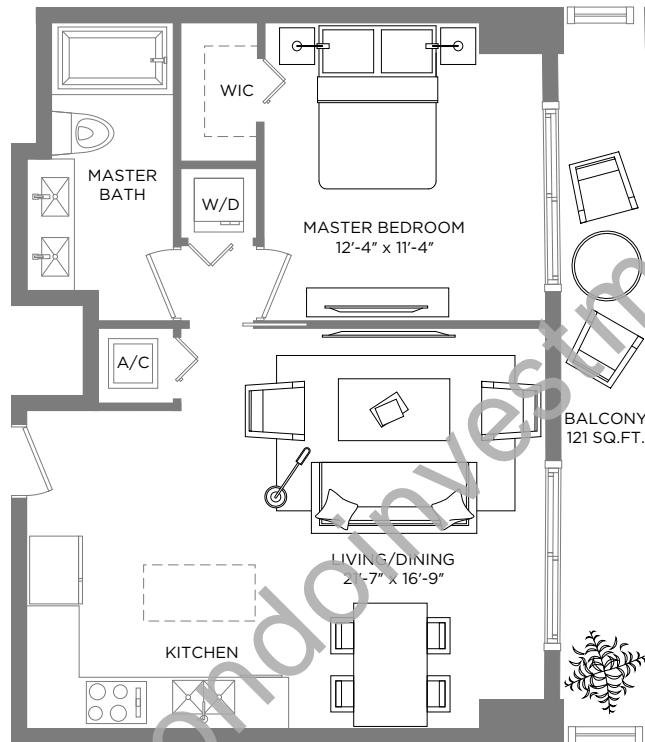 WIC
MASTER
BATH
W/D
MASTER BEDROOM
12'-4" x 11'-4"
A/C
BALCONY
121 SQ.FT.
LIVING/DINING
21'-7" x 16'-9"
KITCHEN
ondoinvestm